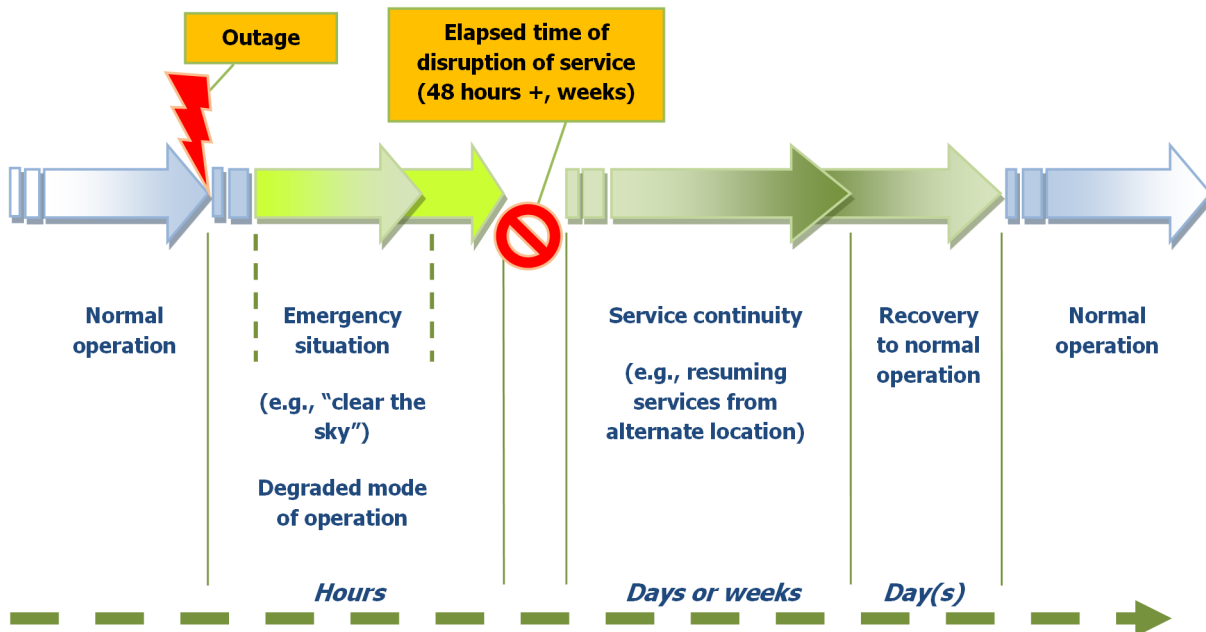 Outage
Elapsed time of
disruption of service
(48 hours +, weeks)
Normal
operation
Emergency
situation
(e.g., “clear the
sky”)
Degraded mode
of operation
Service continuity
(e.g., resuming
services from
alternate location)
Recovery
to normal
operation
Normal
operation
Hours
Days or weeks
Day(s)